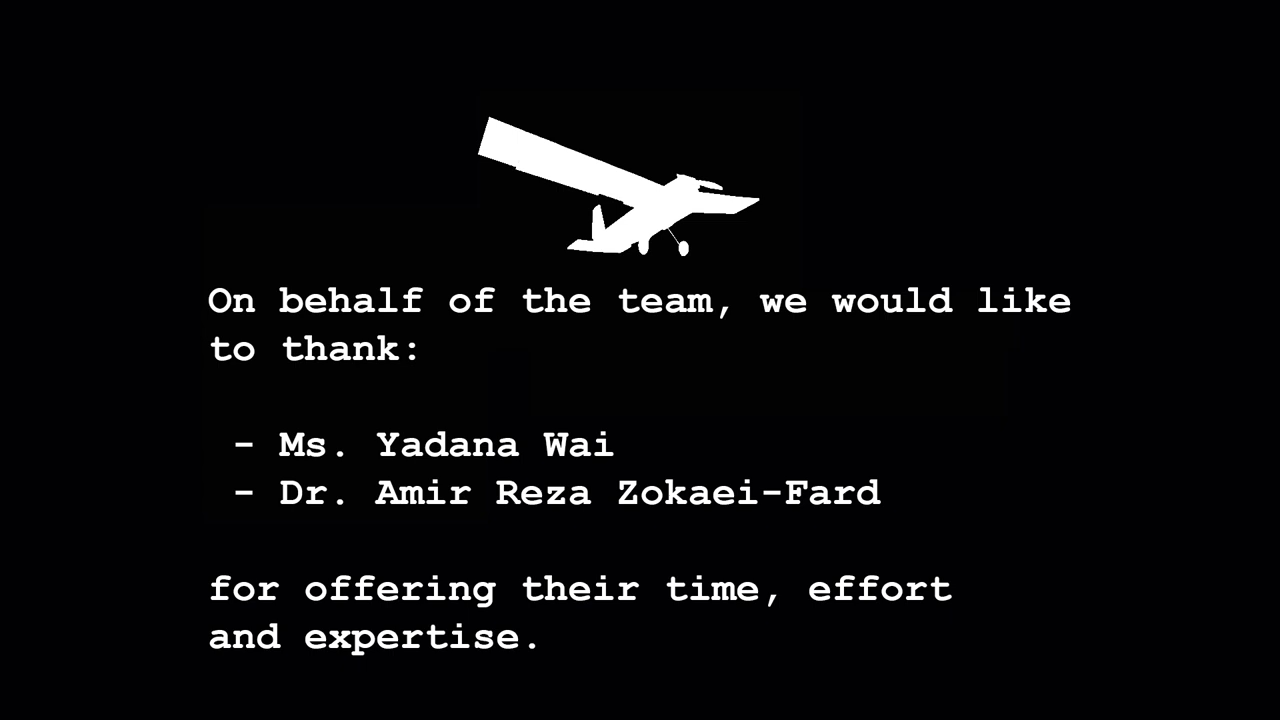 On behalf of the team, we would like
to thank:
- Ms. Yadana Wai
- Dr. Amir Reza Zokaei-Fard
for offering their time, effort
and expertise.